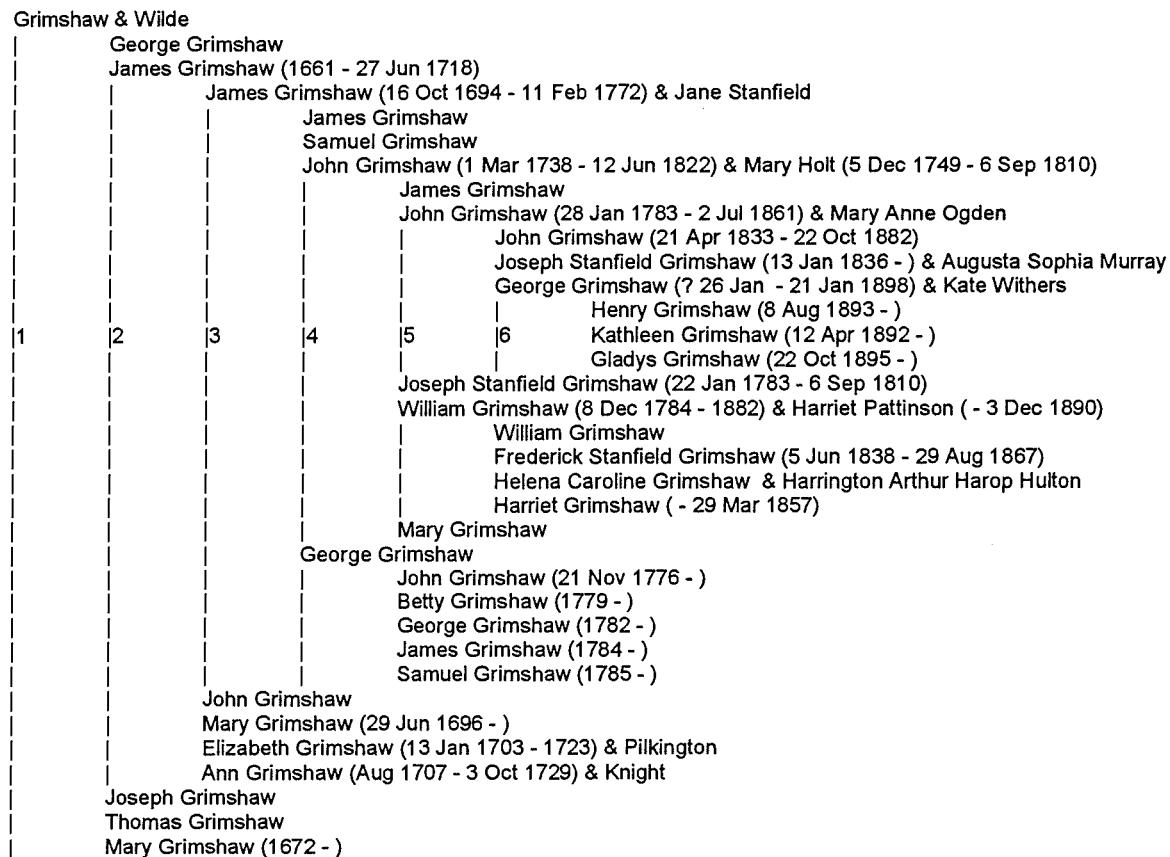 Grimshaw & Wilde
George Grimshaw
James Grimshaw (1661 - 27 Jun 1718)
James Grimshaw (16 Oct 1694 - 11 Feb 1772) & Jane Stanfield
James Grimshaw
Samuel Grimshaw
John Grimshaw (1 Mar 1738 - 12 Jun 1822) & Mary Holt (5 Dec 1749 - 6 Sep 1810)
James Grimshaw
John Grimshaw (28 Jan 1783 - 2 Jul 1861) & Mary Anne Ogden
John Grimshaw (21 Apr 1833 - 22 Oct 1882)
Joseph Stanfield Grimshaw (13 Jan 1836 - ) & Augusta Sophia Murray
George Grimshaw (? 26 Jan - 21 Jan 1898) & Kate Withers
Henry Grimshaw (8 Aug 1893 - )
1 2 3 4 5 6 Kathleen Grimshaw (12 Apr 1892 - )
Gladys Grimshaw (22 Oct 1895 - )
Joseph Stanfield Grimshaw (22 Jan 1783 - 6 Sep 1810)
William Grimshaw (8 Dec 1784 - 1882) & Harriet Pattinson ( - 3 Dec 1890)
William Grimshaw
Frederick Stanfield Grimshaw (5 Jun 1838 - 29 Aug 1867)
Helena Caroline Grimshaw & Harrington Arthur Harop Hulton
Harriet Grimshaw ( - 29 Mar 1857)
Mary Grimshaw
George Grimshaw
John Grimshaw (21 Nov 1776 - )
Betty Grimshaw (1779 - )
George Grimshaw (1782 - )
James Grimshaw (1784 - )
Samuel Grimshaw (1785 - )
John Grimshaw
Mary Grimshaw (29 Jun 1696 - )
Elizabeth Grimshaw (13 Jan 1703 - 1723) & Pilkington
Ann Grimshaw (Aug 1707 - 3 Oct 1729) & Knight
Joseph Grimshaw
Thomas Grimshaw
Mary Grimshaw (1672 - )